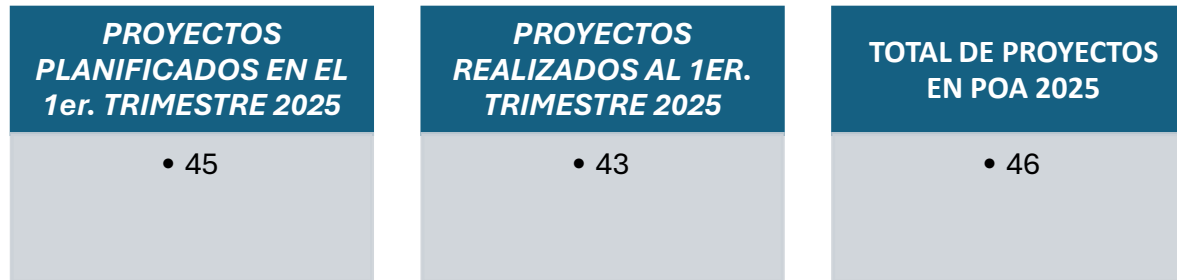 PROYECTOS
PLANIFICADOS EN EL
1er. TRIMESTRE 2025
• 45
PROYECTOS
REALIZADOS AL 1ER.
TRIMESTRE 2025
• 43
TOTAL DE PROYECTOS
EN POA 2025
• 46